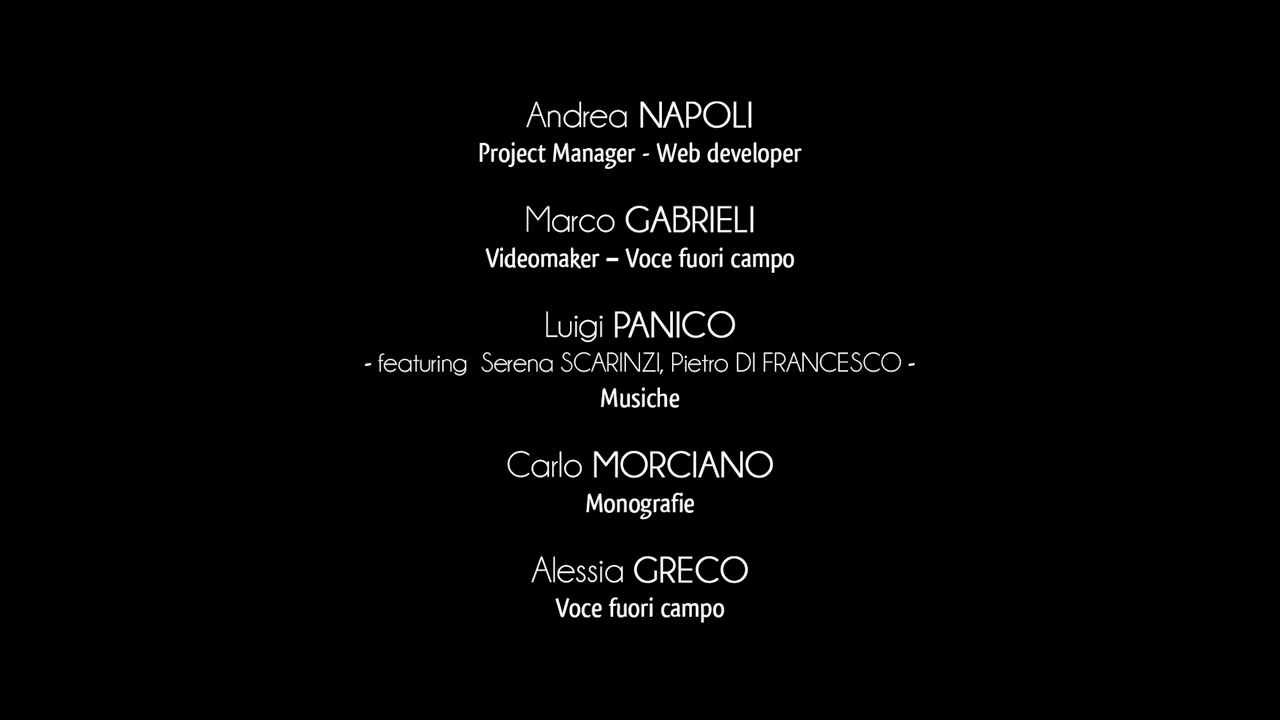 Andrea NAPOLI
Project Manager - Web developer
Marco GABRIELI
Videomaker – Voce fuori campo
Luigi PANICO
- featuring  Serena SCARINZI, Pietro DI FRANCESCO -
Musiche
Carlo MORCIANO
Monografie
Alessia GRECO
Voce fuori campo